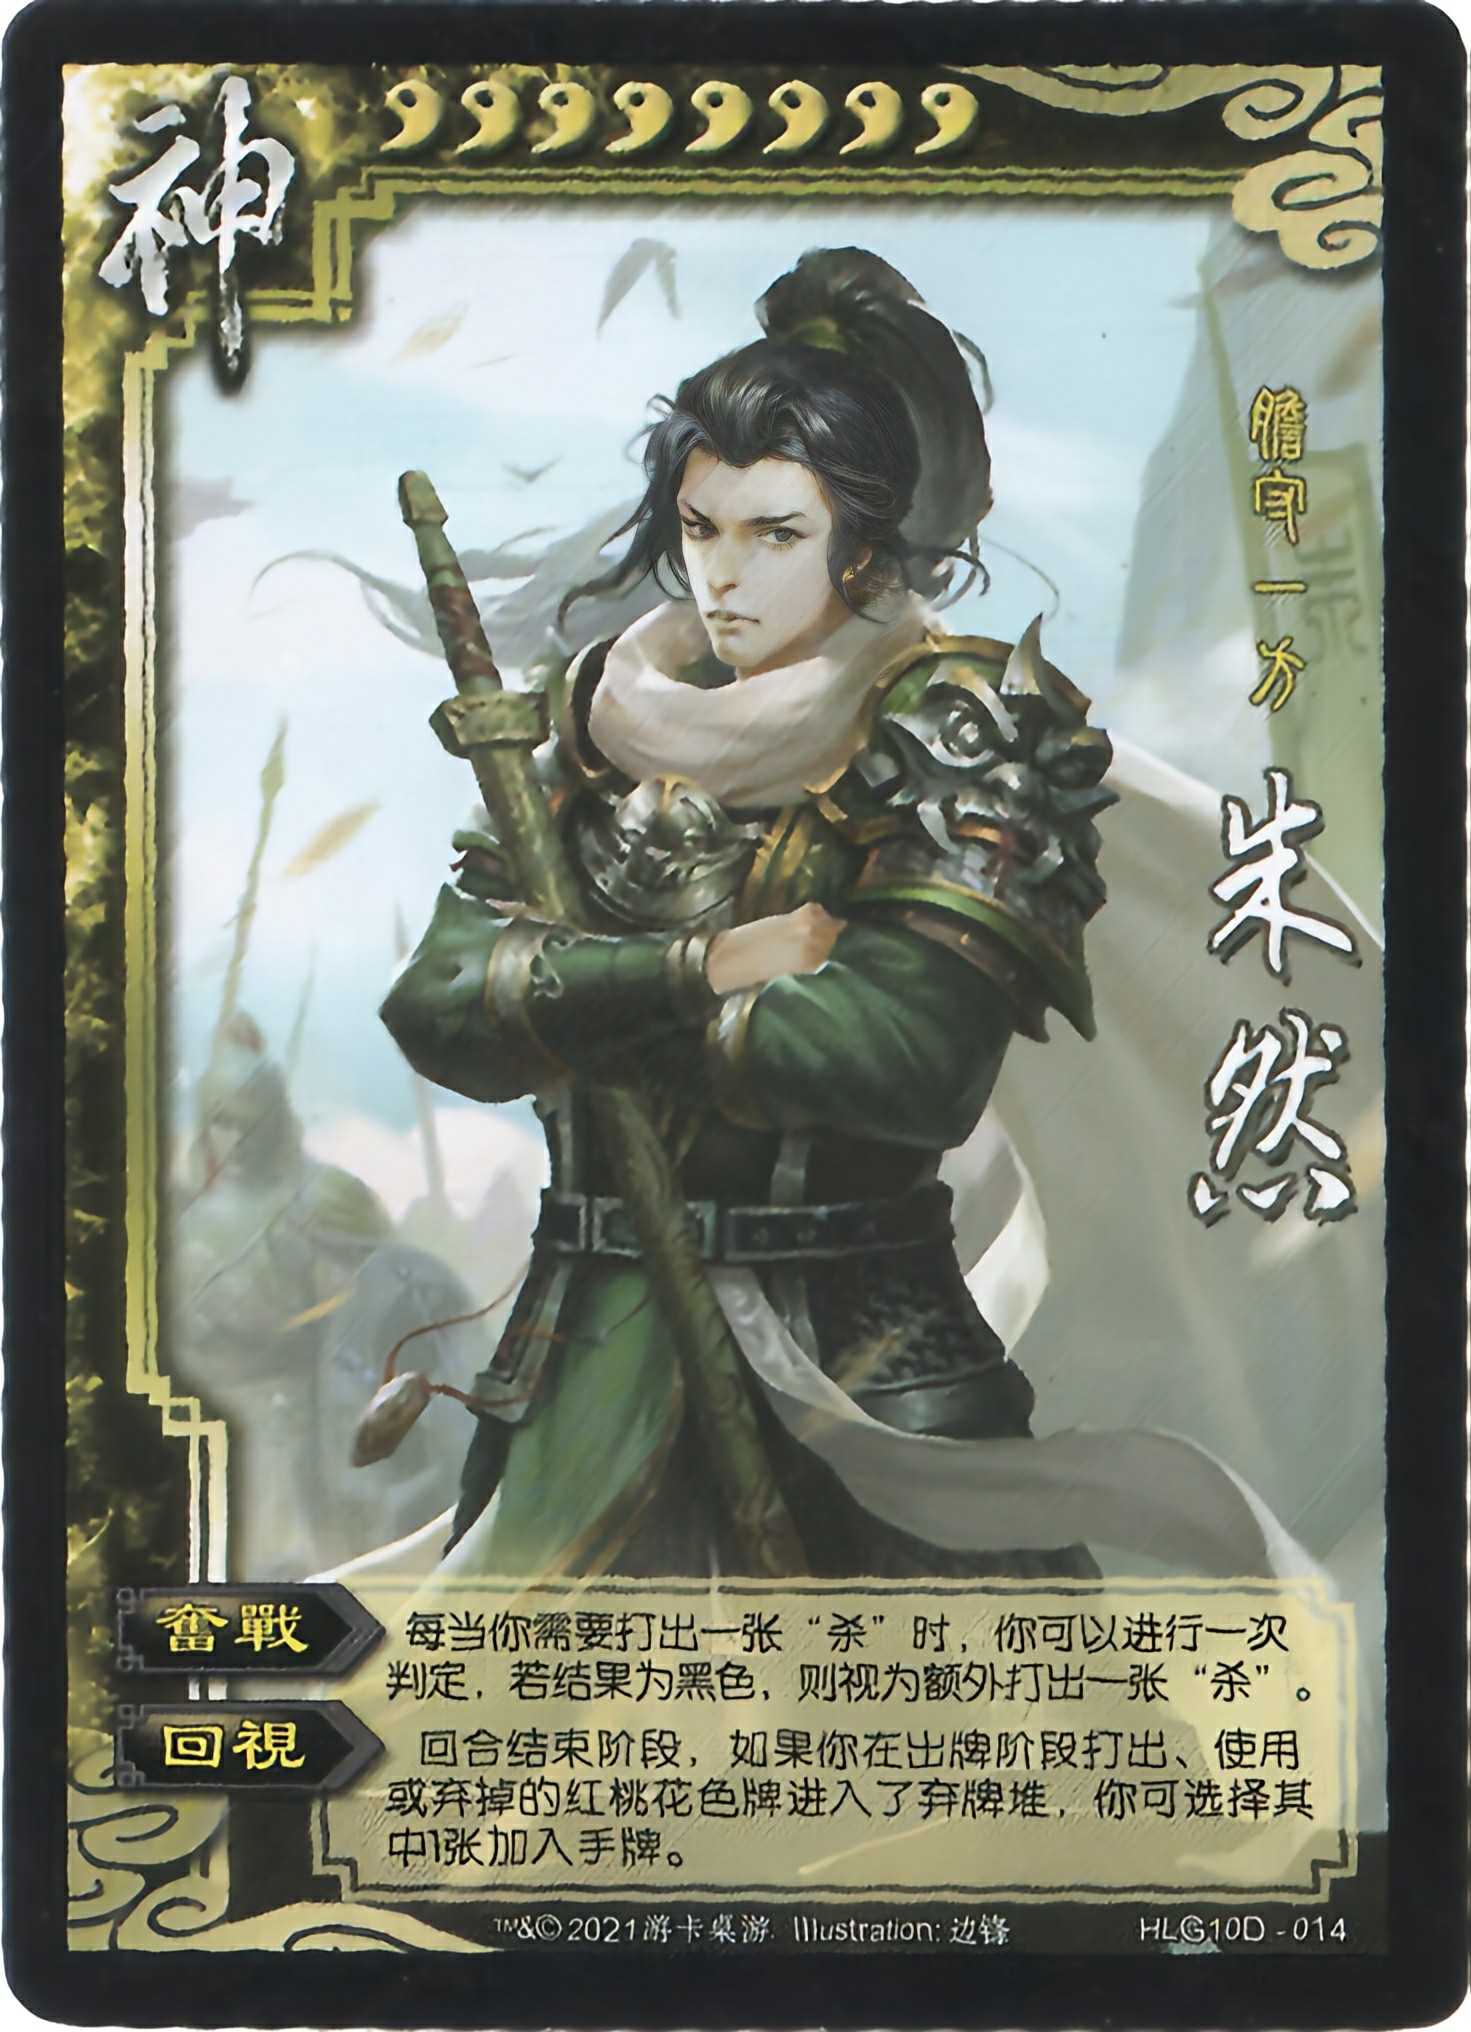 神
膽守一方
朱然
奮戰
每当你需要打出一张“杀”时，你可以进行一次
判定，若结果为黑色，则视为额外打出一张“杀”。
回視
回合结束阶段，如果你在出牌阶段打出、使用
或弃掉的红桃花色牌进入了弃牌堆，你可选择其
中1张加入手牌。
™&©2021游卡桌游. Illustration: 边锋
HLG10D-014